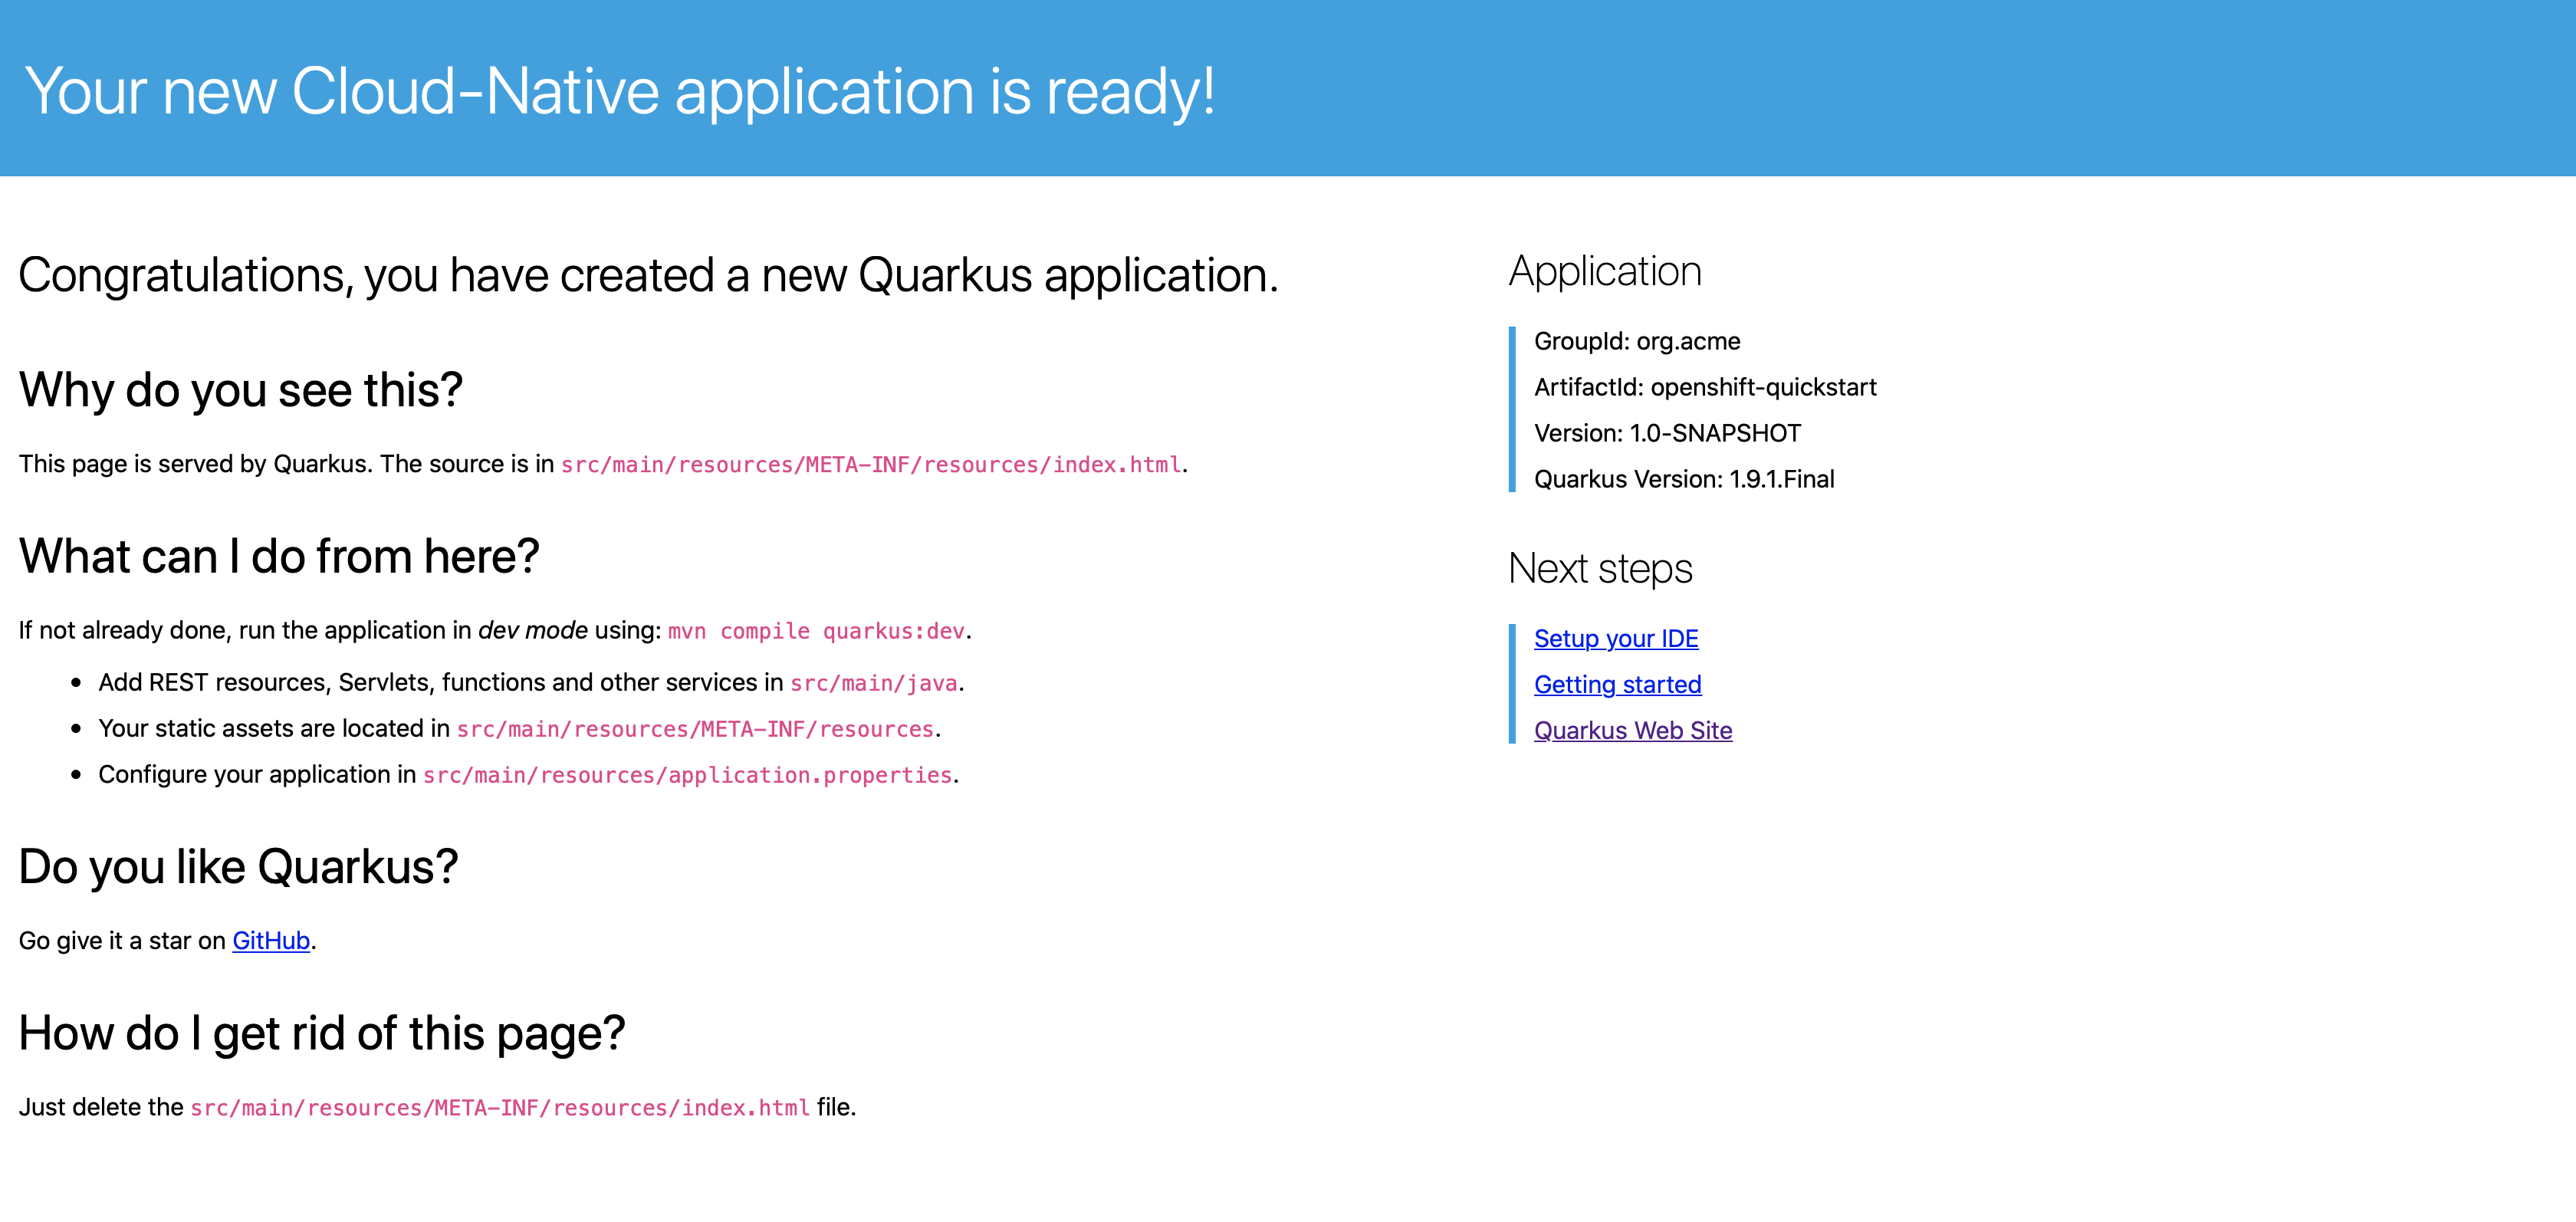 Your new Cloud-Native application is ready!
Congratulations, you have created a new Quarkus application.
Why do you see this?
This page is served by Quarkus. The source is in src/main/resources/META-INF/resources/index.html.
What can I do from here?
If not already done, run the application in dev mode using: mvn compile quarkus:dev.
• Add REST resources, Servlets, functions and other services in src/main/java.
• Your static assets are located in src/main/resources/META-INF/resources.
• Configure your application in src/main/resources/application.properties.
Do you like Quarkus?
Go give it a star on GitHub.
How do I get rid of this page?
Just delete the src/main/resources/META-INF/resources/index.html file.
Application
GroupId: org.acme
ArtifactId: openshift-quickstart
Version: 1.0-SNAPSHOT
Quarkus Version: 1.9.1.Final
Next steps
Setup your IDE
Getting started
Quarkus Web Site